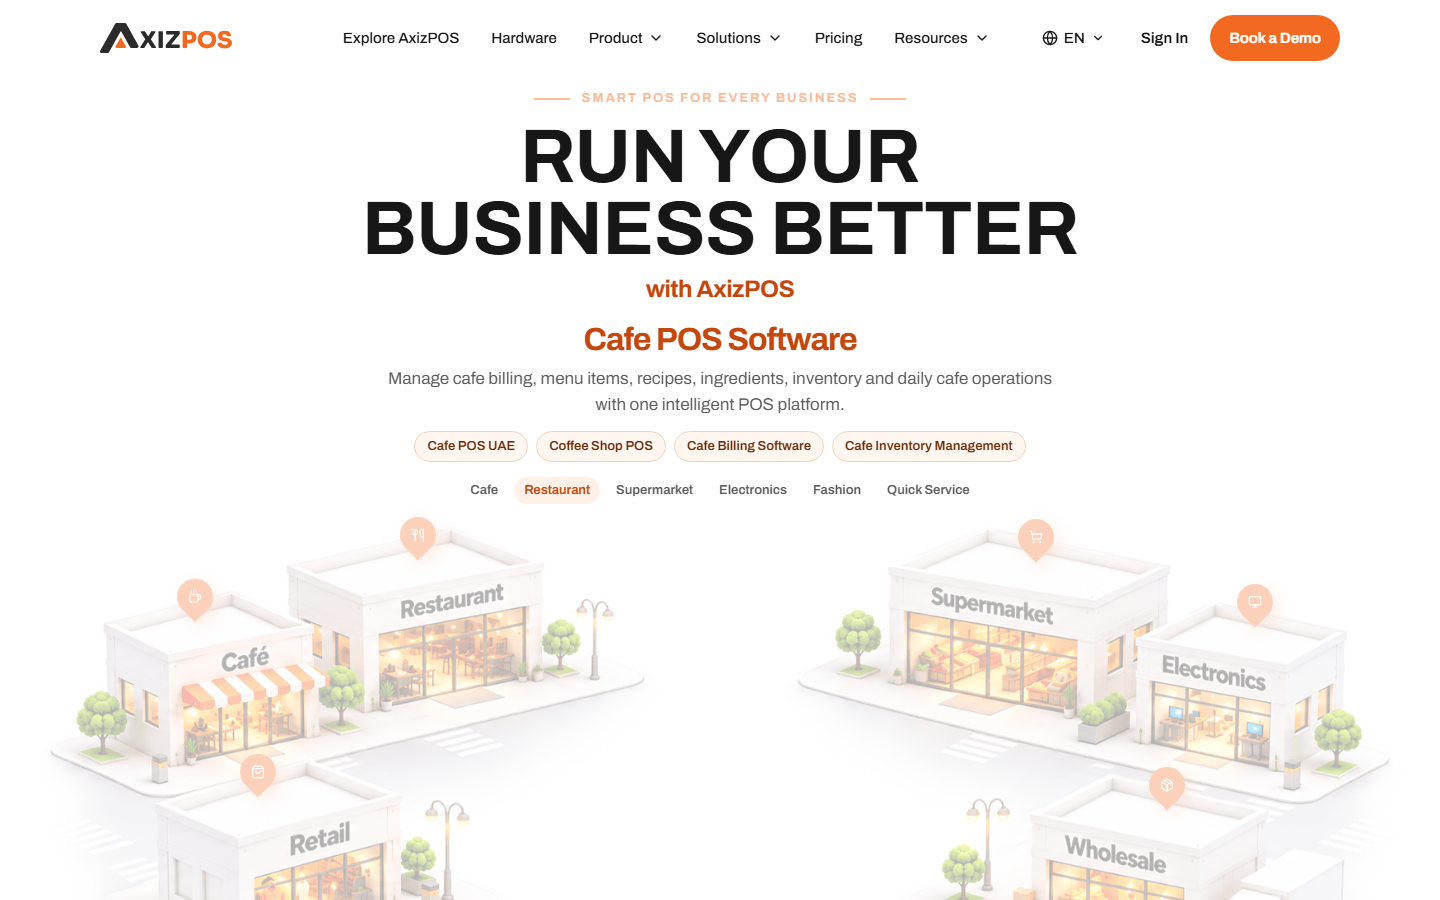 AXIZPOS
Explore AxizPOS
Hardware
Product
Solutions
Pricing
Resources
EN
Sign In
Book a Demo
SMART POS FOR EVERY BUSINESS
RUN YOUR
BUSINESS BETTER
with AxizPOS
Cafe POS Software
Manage cafe billing, menu items, recipes, ingredients, inventory and daily cafe operations
with one intelligent POS platform.
Cafe POS UAE
Coffee Shop POS
Cafe Billing Software
Cafe Inventory Management
Cafe
Restaurant
Supermarket
Electronics
Fashion
Quick Service
Restaurant
Supermarket
Café
Electronics
Retail
Wholesale